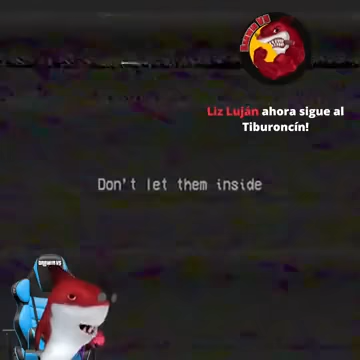 Liz Luján ahora sigue al
Tiburoncín!
Don't let them inside